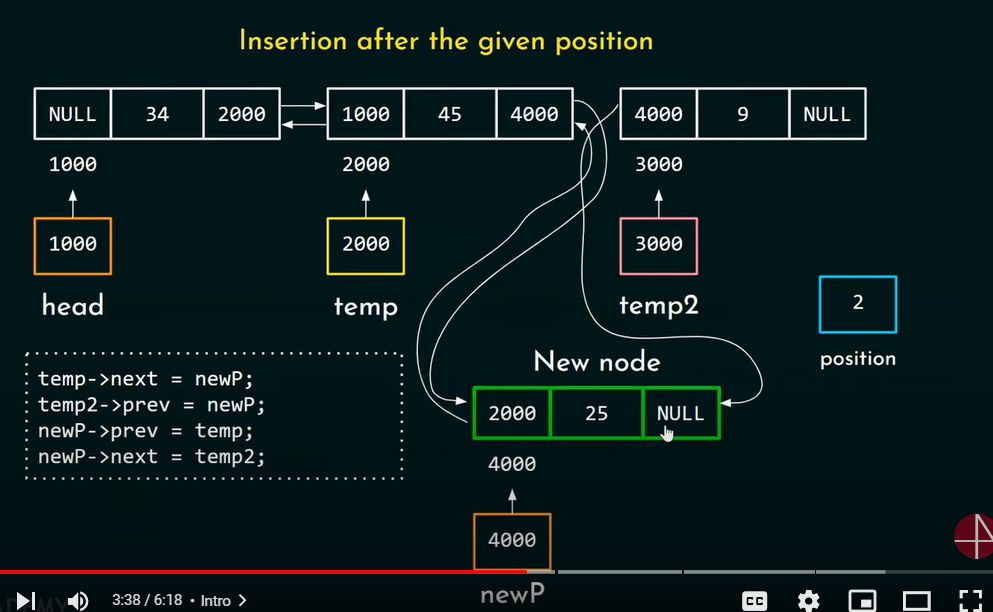 Insertion after the given position
NULL 34 2000 1000 45 4000 4000 9 NULL
1000 2000 3000
1000 2000 3000
head temp temp2
2
position
New node
temp->next = newP;
temp2->prev = newP;
newP->prev = temp;
newP->next = temp2;
2000 25 NULL
4000
4000
newP
3:38 / 6:18 • Intro
CC